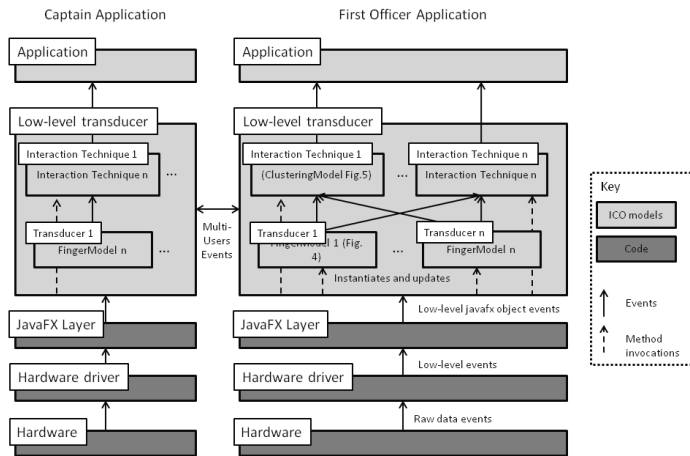 Captain Application
First Officer Application
Application
Application
Low-level transducer
Low-level transducer
Interaction Technique 1
Interaction Technique n
...
Interaction Technique 1
(ClusteringModel Fig.5)
...
Interaction Technique n
Interaction Technique n
...
Transducer 1
FingerModel n
...
Multi-
Users
Events
Transducer 1
FingerModel 1 (Fig.
4)
...
Transducer n
FingerModel n
Instantiates and updates
JavaFX Layer
JavaFX Layer
Low-level javafx object events
Hardware driver
Hardware driver
Low-level events
Hardware
Hardware
Raw data events
Key
ICO models
Code
Events
Method
invocations